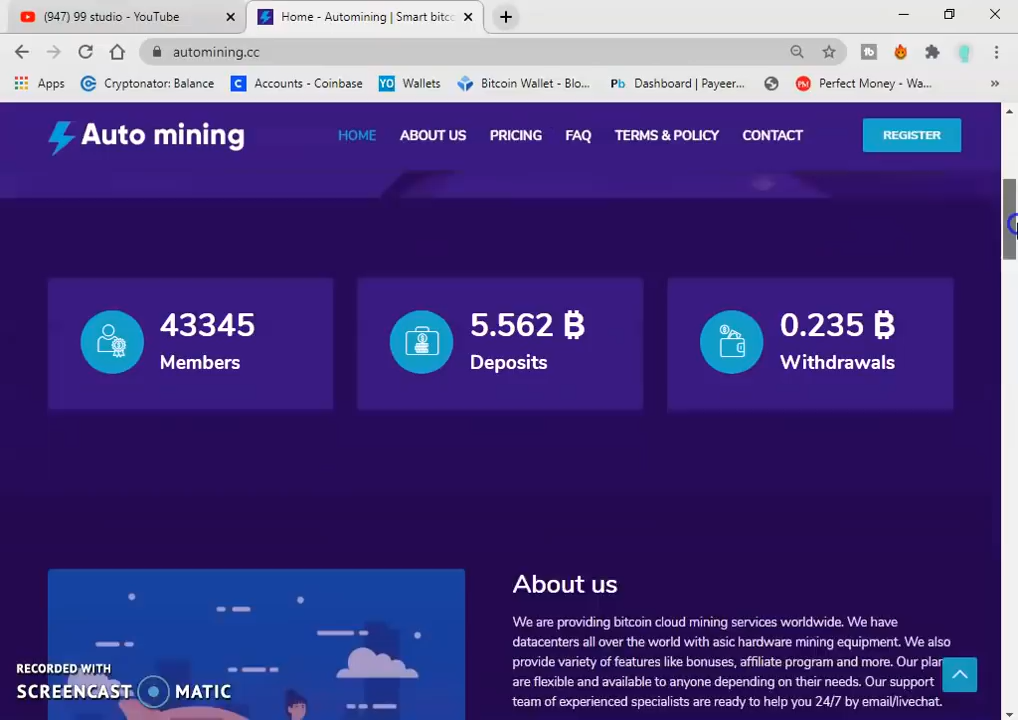 (947) 99 studio - YouTube
Home - Automining | Smart bitc
automining.cc
Apps
Cryptonator: Balance
Accounts - Coinbase
YO Wallets
Bitcoin Wallet - Blo...
Pb Dashboard | Payeer...
PM Perfect Money - Wa...
Auto mining
HOME
ABOUT US
PRICING
FAQ
TERMS & POLICY
CONTACT
REGISTER
43345
Members
5.562 ₿
Deposits
0.235 ₿
Withdrawals
About us
We are providing bitcoin cloud mining services worldwide. We have
datacenters all over the world with asic hardware mining equipment. We also
provide variety of features like bonuses, affiliate program and more. Our plan
are flexible and available to anyone depending on their needs. Our support
team of experienced specialists are ready to help you 24/7 by email/livechat.
RECORDED WITH
SCREENCAST MATIC